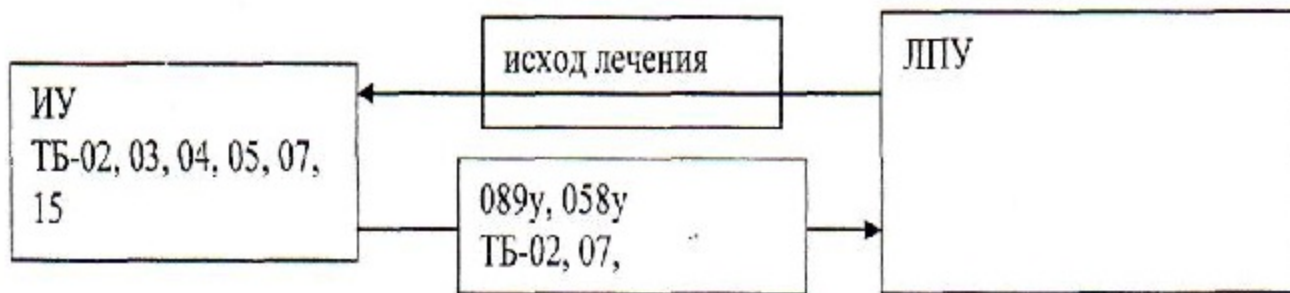 исход лечения
ЛПУ
ИУ
ТБ-02, 03, 04, 05, 07,
15
089у, 058у
ТБ-02, 07,